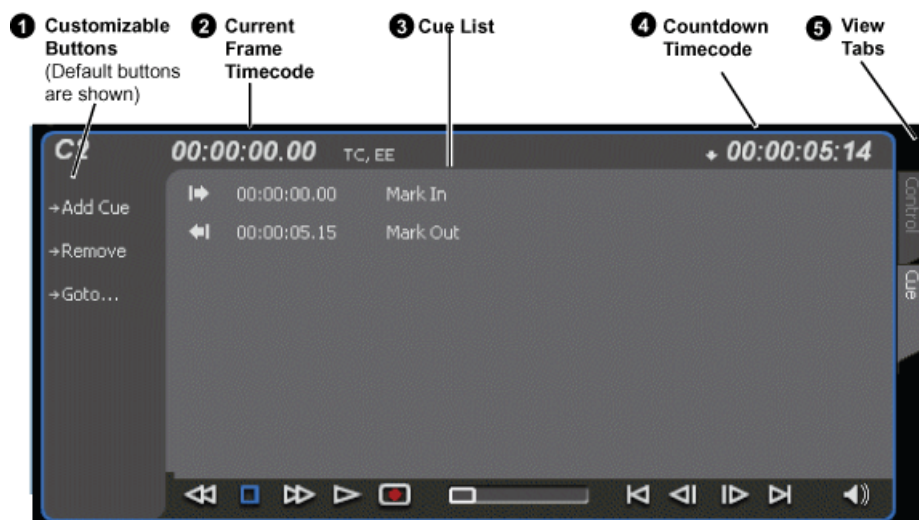 1 Customizable Buttons (Default buttons are shown)
2 Current Frame Timecode
3 Cue List
4 Countdown Timecode
5 View Tabs
C2 00:00:00.00 TC, EE 00:00:05:14
Add Cue
Remove
Goto...
00:00:00.00 Mark In
00:00:05.15 Mark Out
Control
Cue